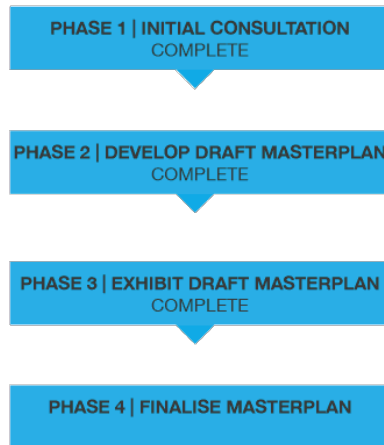 PHASE 1 | INITIAL CONSULTATION
COMPLETE
PHASE 2 | DEVELOP DRAFT MASTERPLAN
COMPLETE
PHASE 3 | EXHIBIT DRAFT MASTERPLAN
COMPLETE
PHASE 4 | FINALISE MASTERPLAN